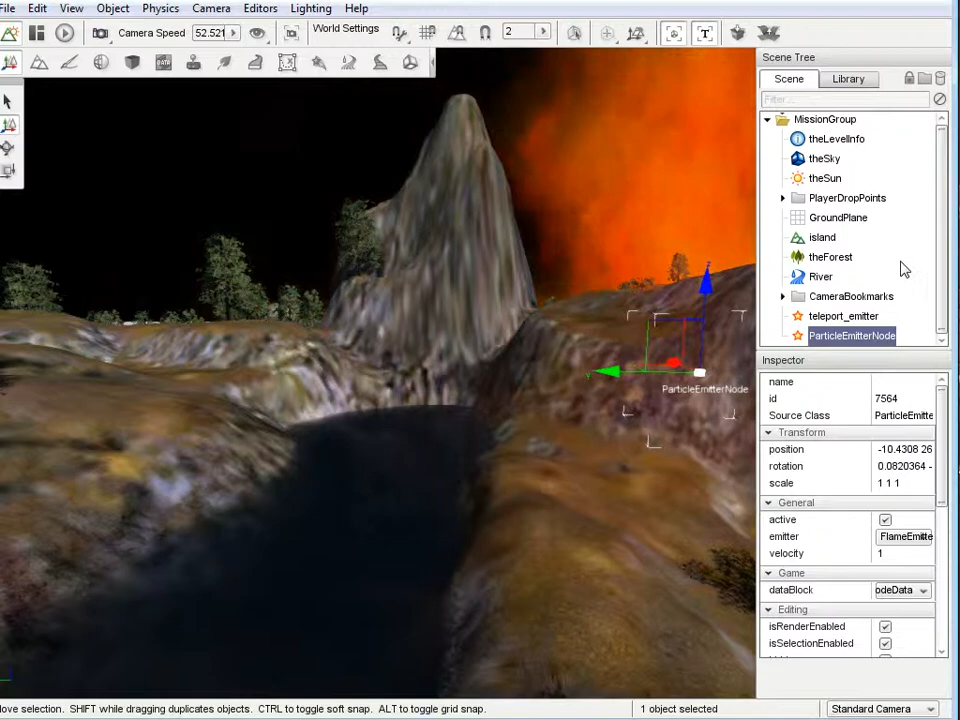 File Edit View Object Physics Camera Editors Lighting Help
Camera Speed 52.521 World Settings 2
T
DATA
Scene Tree
Scene Library
Filter...
MissionGroup
theLevelInfo
theSky
theSun
PlayerDropPoints
GroundPlane
island
theForest
River
CameraBookmarks
teleport_emitter
ParticleEmitterNode
z
y
ParticleEmitterNode
Inspector
name
id 7564
Source Class ParticleEmitte
Transform
position -10.4308 26
rotation 0.0820364 -
scale 1 1 1
General
active
emitter FlameEmitte
velocity 1
Game
dataBlock odeData
Editing
isRenderEnabled
isSelectionEnabled
ove selection. SHIFT while dragging duplicates objects. CTRL to toggle soft snap. ALT to toggle grid snap. 1 object selected Standard Camera